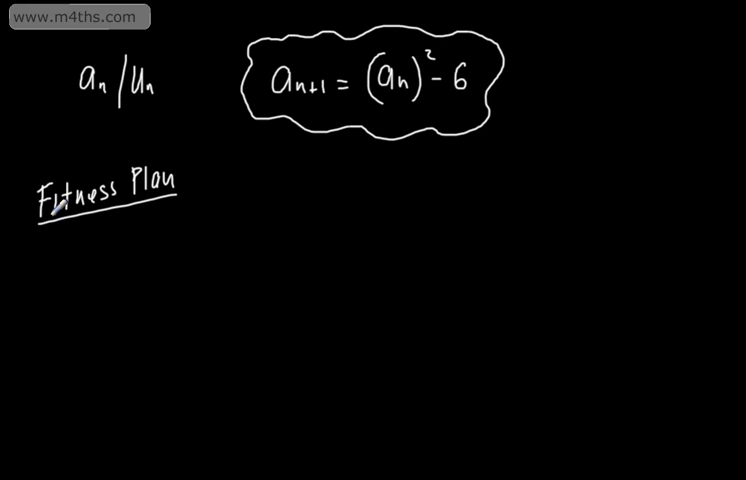 www.m4ths.com
aₙ / Uₙ
aₙ₊₁ = (aₙ)² - 6
Fitness Plan